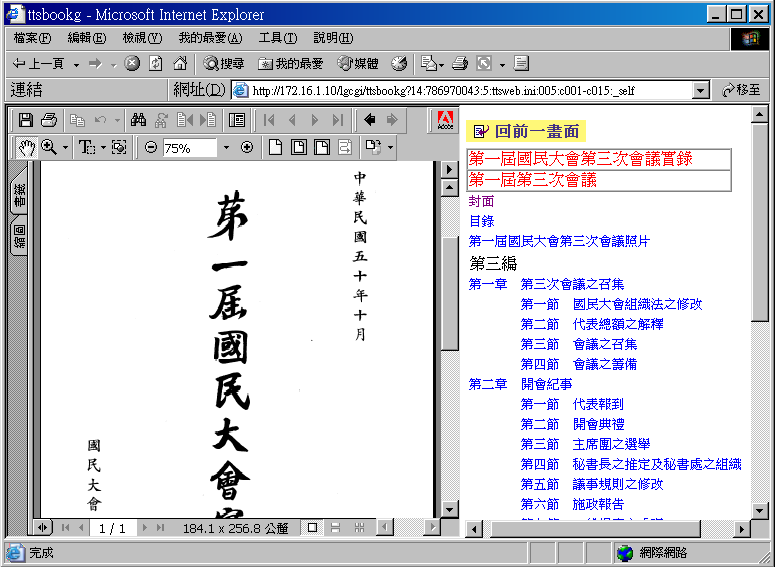 ttsbookg - Microsoft Internet Explorer
檔案(F) 編輯(E) 檢視(V) 我的最愛(A) 工具(T) 說明(H)
上一頁 搜尋 我的最愛 媒體
連結 網址(D) http://172.16.1.10/lgcgi/ttsbookg?14:786970043:5:ttsweb.ini:005:c001-c015:_self 移至
Adobe
75%
書籤
縮圖
中華民國五十年十月
第一屆國民大會
國民大會
1 / 1 184.1 x 256.8 公釐
回前一畫面
第一屆國民大會第三次會議實錄
第一屆第三次會議
封面
目錄
第一屆國民大會第三次會議照片
第三編
第一章 第三次會議之召集
第一節 國民大會組織法之修改
第二節 代表總額之解釋
第三節 會議之召集
第四節 會議之籌備
第二章 開會紀事
第一節 代表報到
第二節 開會典禮
第三節 主席團之選舉
第四節 秘書長之推定及秘書處之組織
第五節 議事規則之修改
第六節 施政報告
完成 網際網路